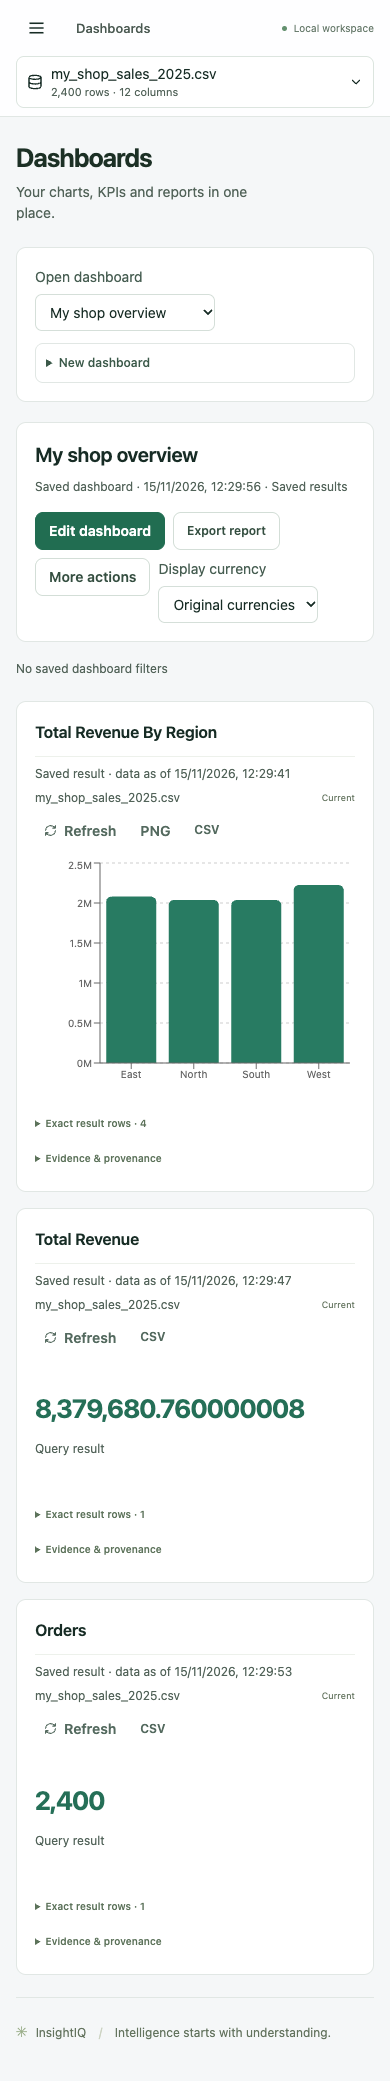 Dashboards
Local workspace
my_shop_sales_2025.csv
2,400 rows · 12 columns
Dashboards
Your charts, KPIs and reports in one
place.
Open dashboard
My shop overview
New dashboard
My shop overview
Saved dashboard · 15/11/2026, 12:29:56 · Saved results
Edit dashboard
Export report
More actions
Display currency
Original currencies
No saved dashboard filters
Total Revenue By Region
Saved result · data as of 15/11/2026, 12:29:41
my_shop_sales_2025.csv
Current
Refresh
PNG
CSV
2.5M
2M
1.5M
1M
0.5M
0M
East
North
South
West
Exact result rows · 4
Evidence & provenance
Total Revenue
Saved result · data as of 15/11/2026, 12:29:47
my_shop_sales_2025.csv
Current
Refresh
CSV
8,379,680.760000008
Query result
Exact result rows · 1
Evidence & provenance
Orders
Saved result · data as of 15/11/2026, 12:29:53
my_shop_sales_2025.csv
Current
Refresh
CSV
2,400
Query result
Exact result rows · 1
Evidence & provenance
InsightIQ / Intelligence starts with understanding.